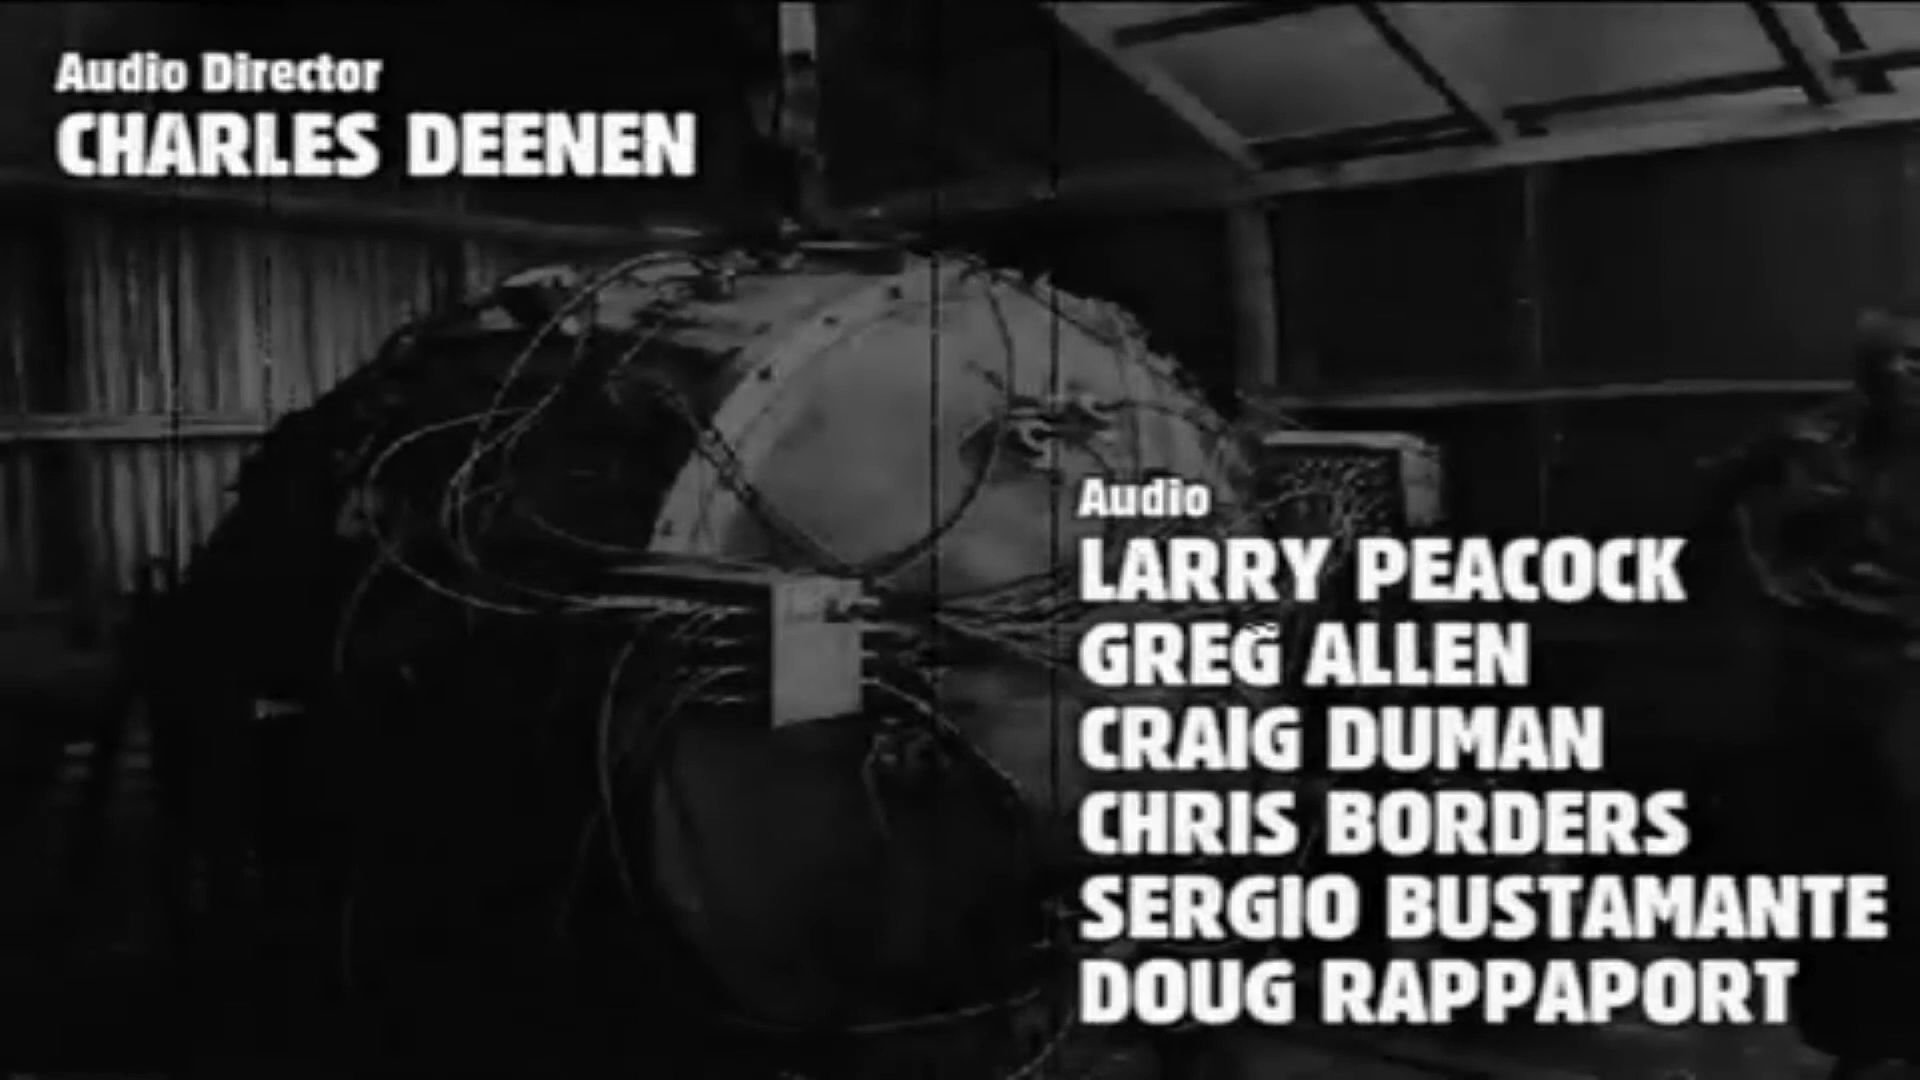 Audio Director
CHARLES DEENEN
Audio
LARRY PEACOCK
GREG ALLEN
CRAIG DUMAN
CHRIS BORDERS
SERGIO BUSTAMANTE
DOUG RAPPAPORT